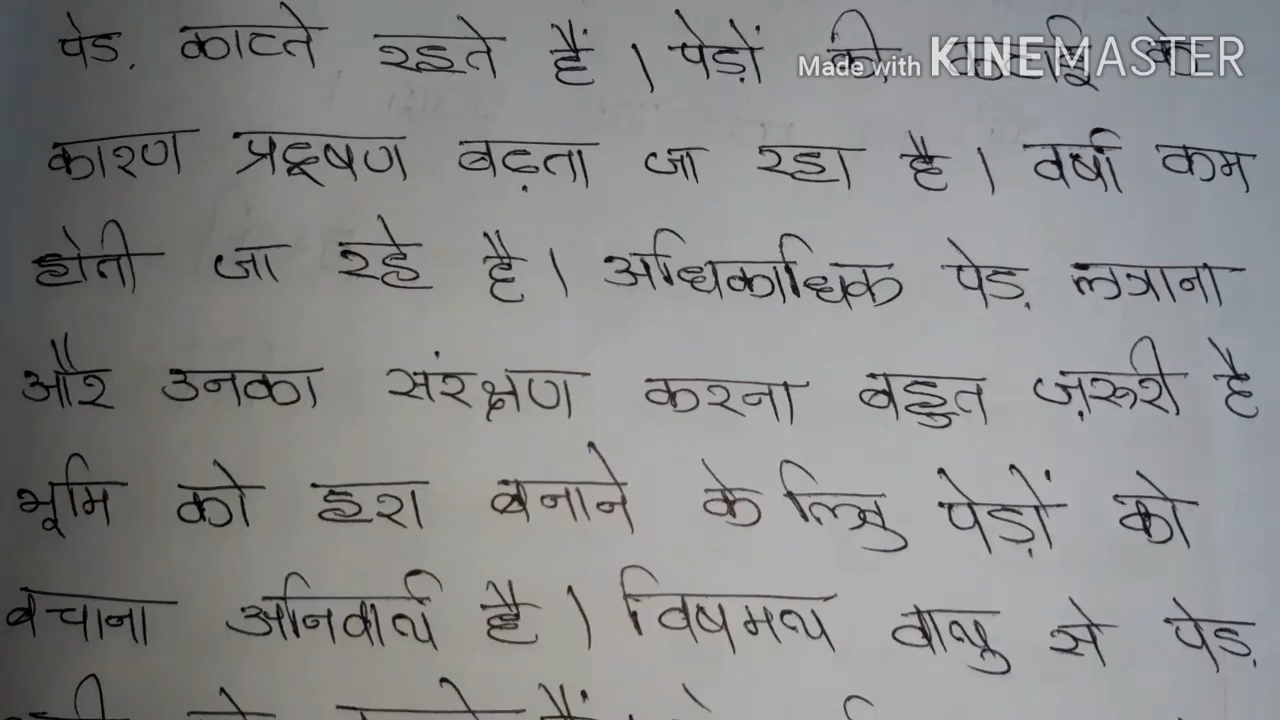 पेड़ काटते रहते हैं । पेड़ों की कटाई के
Made with KINEMASTER
कारण प्रदूषण बढ़ता जा रहा है । वर्षा कम
होती जा रहे है । अधिकाधिक पेड़ लगाना
और उनका संरक्षण करना बहुत ज़रूरी है
भूमि को हरा बनाने के लिए पेड़ों को
बचाना अनिवार्य है । विषमय वायु से पेड़